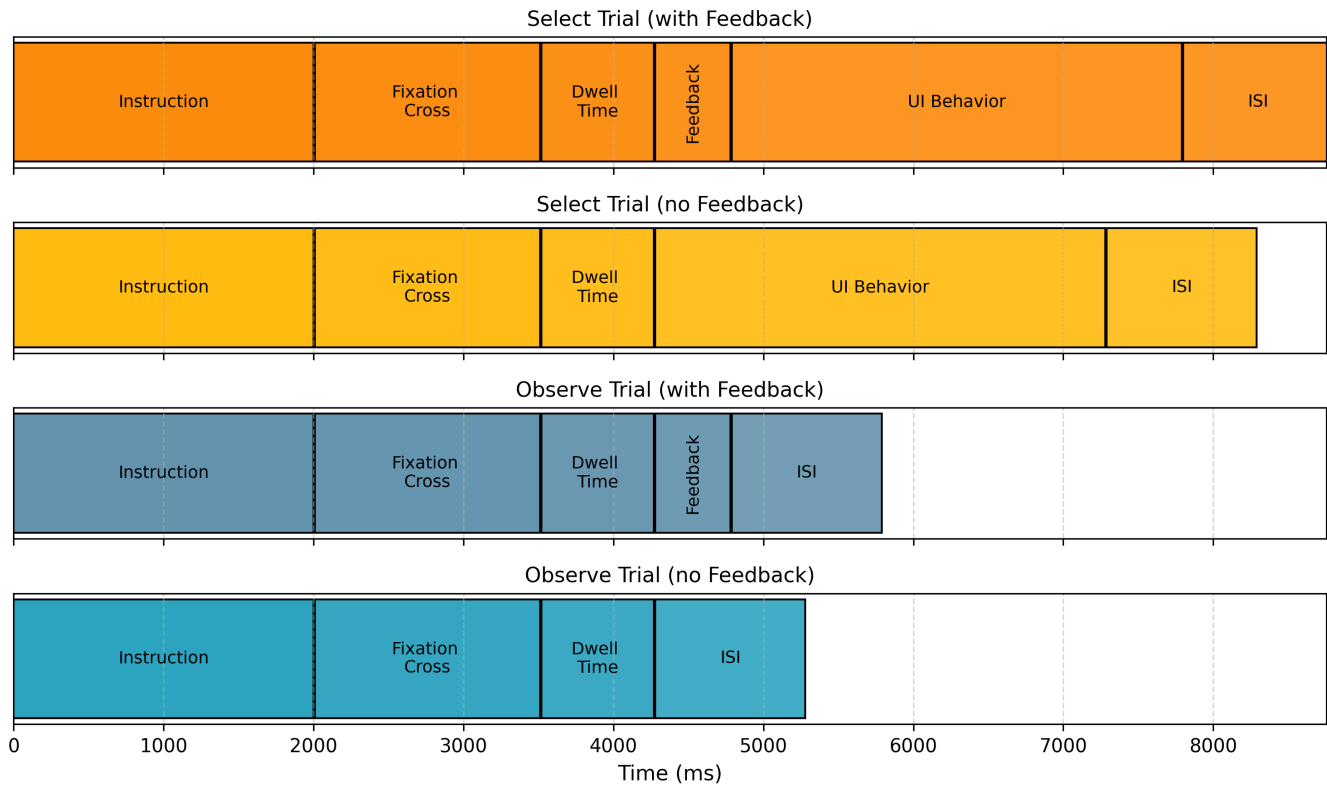 Select Trial (with Feedback)
Instruction
Fixation
Cross
Dwell
Time
Feedback
UI Behavior
ISI
Select Trial (no Feedback)
Instruction
Fixation
Cross
Dwell
Time
UI Behavior
ISI
Observe Trial (with Feedback)
Instruction
Fixation
Cross
Dwell
Time
Feedback
ISI
Observe Trial (no Feedback)
Instruction
Fixation
Cross
Dwell
Time
ISI
0 1000 2000 3000 4000 5000 6000 7000 8000
Time (ms)